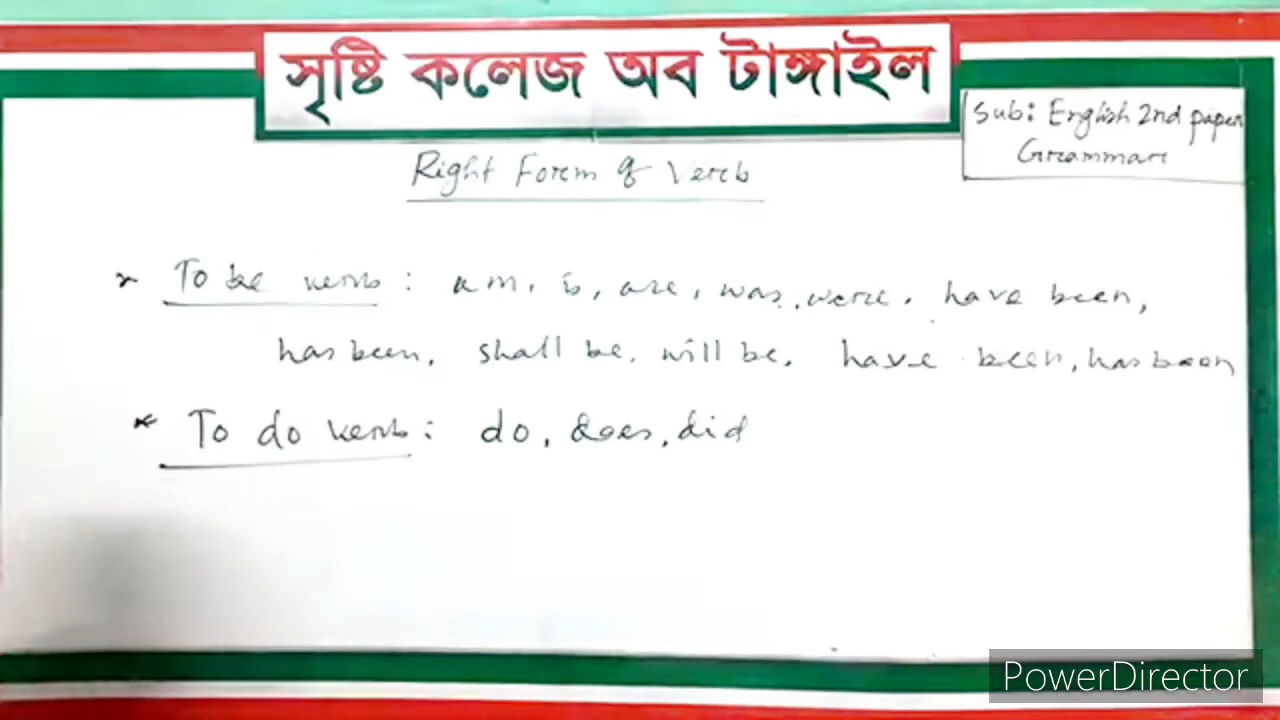 সৃষ্টি কলেজ অব টাঙ্গাইল
Sub: English 2nd paper
Grammar
Right Form of Verb
To be verb: am, is, are, was, were, have been,
has been, shall be, will be, have been, has been
* To do verb: do, does, did
PowerDirector